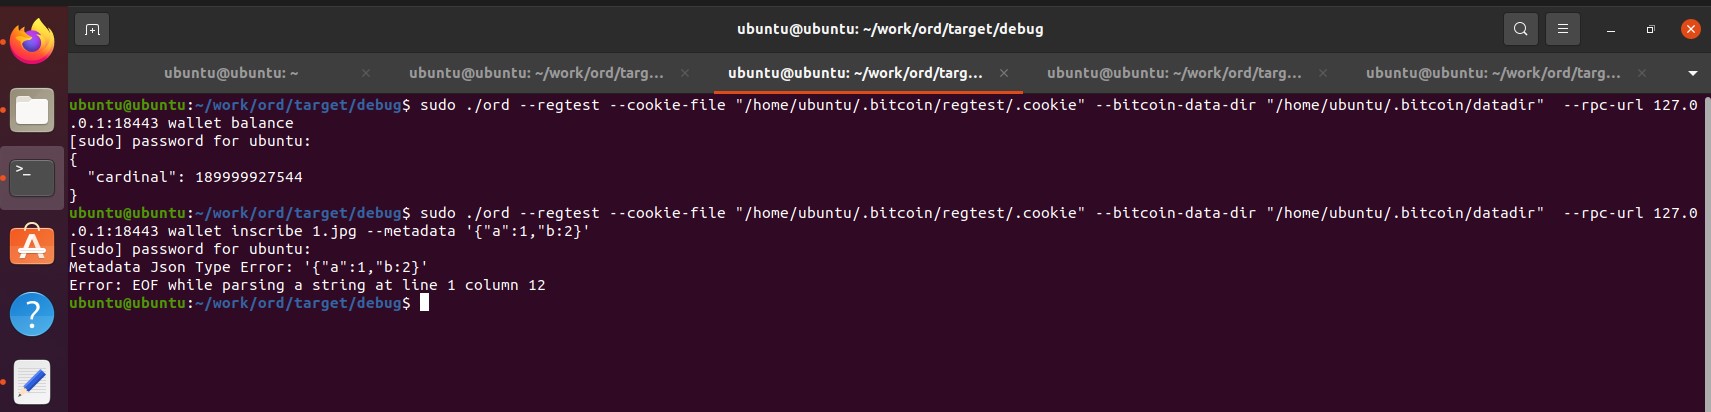 ubuntu@ubuntu: ~/work/ord/target/debug
ubuntu@ubuntu: ~
ubuntu@ubuntu: ~/work/ord/targ...
ubuntu@ubuntu: ~/work/ord/targ...
ubuntu@ubuntu: ~/work/ord/targ...
ubuntu@ubuntu: ~/work/ord/targ...
ubuntu@ubuntu:~/work/ord/target/debug$ sudo ./ord --regtest --cookie-file "/home/ubuntu/.bitcoin/regtest/.cookie" --bitcoin-data-dir "/home/ubuntu/.bitcoin/datadir"  --rpc-url 127.0
.0.1:18443 wallet balance
[sudo] password for ubuntu:
{
  "cardinal": 189999927544
}
ubuntu@ubuntu:~/work/ord/target/debug$ sudo ./ord --regtest --cookie-file "/home/ubuntu/.bitcoin/regtest/.cookie" --bitcoin-data-dir "/home/ubuntu/.bitcoin/datadir"  --rpc-url 127.0
.0.1:18443 wallet inscribe 1.jpg --metadata '{"a":1,"b:2}'
[sudo] password for ubuntu:
Metadata Json Type Error: '{"a":1,"b:2}'
Error: EOF while parsing a string at line 1 column 12
ubuntu@ubuntu:~/work/ord/target/debug$